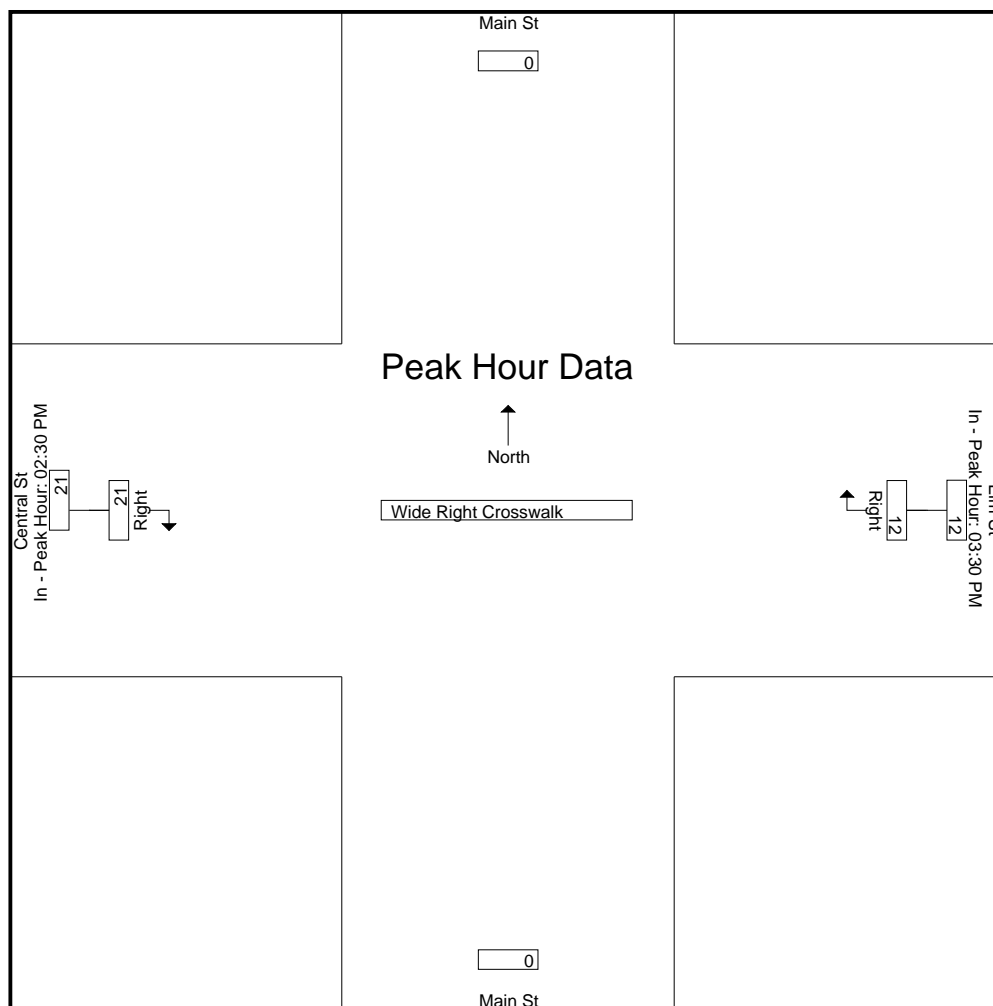 Main St
0
Peak Hour Data
North
Wide Right Crosswalk
Central St
In - Peak Hour: 02:30 PM
21
21
Right
Right
12
12
In - Peak Hour: 03:30 PM
St
0
Main St